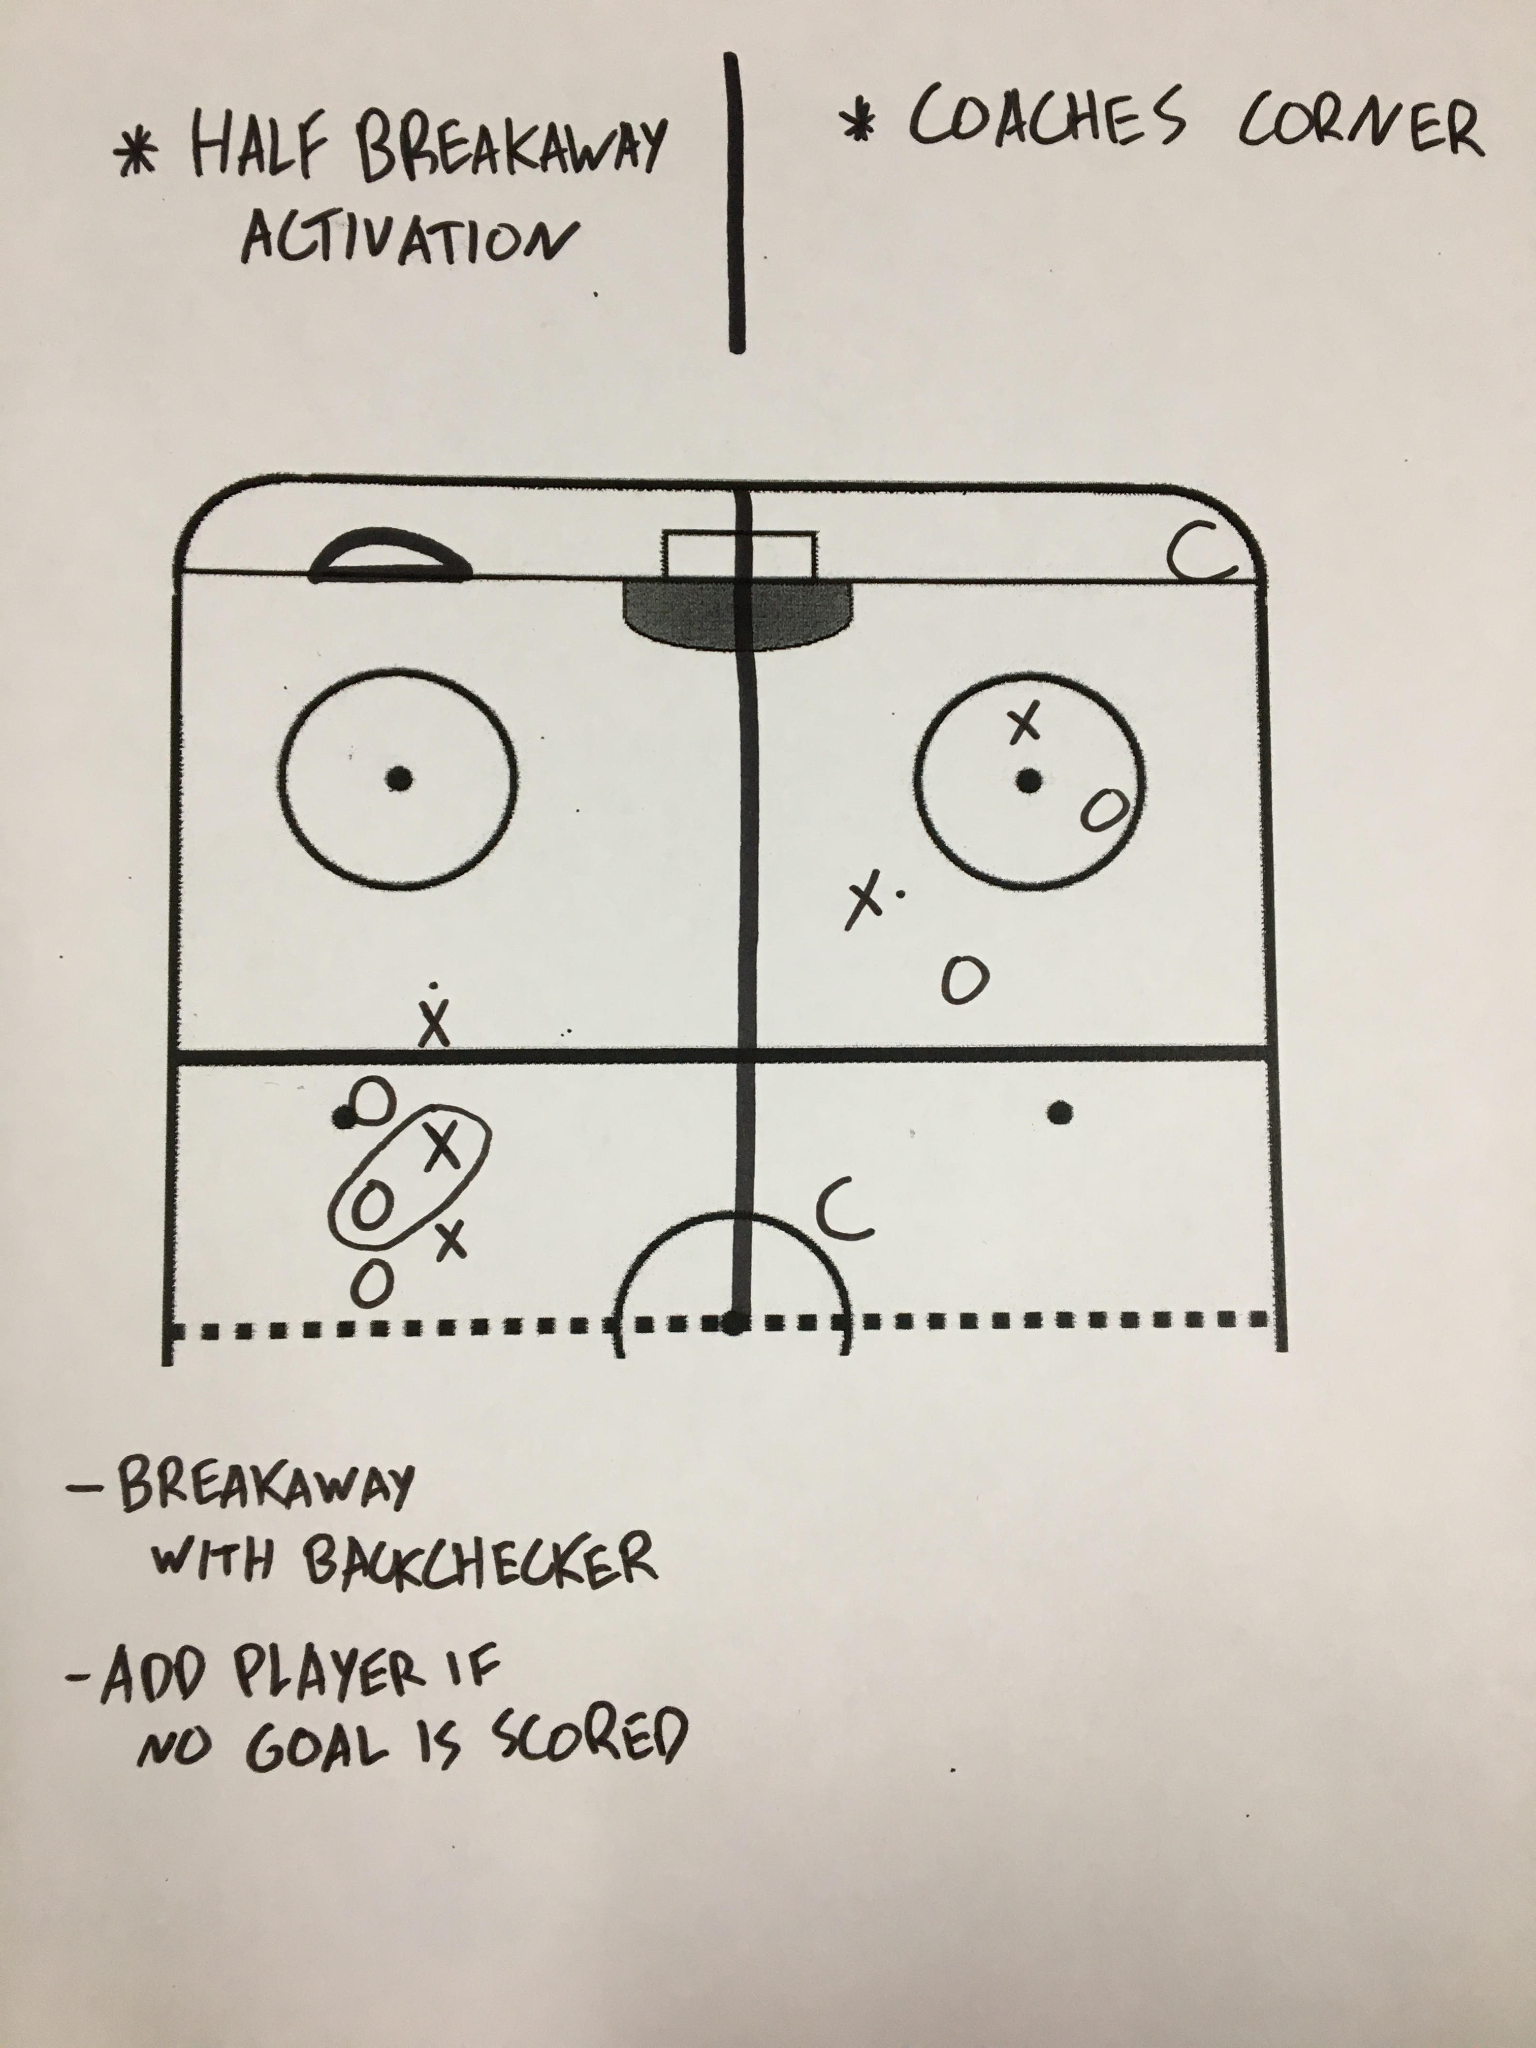 * HALF BREAKAWAY
ACTIVATION
* COACHES CORNER
C
X
O
X.
O
X
O
X
O
X
O
C
- BREAKAWAY
WITH BACKCHECKER
- ADD PLAYER IF
NO GOAL IS SCORED